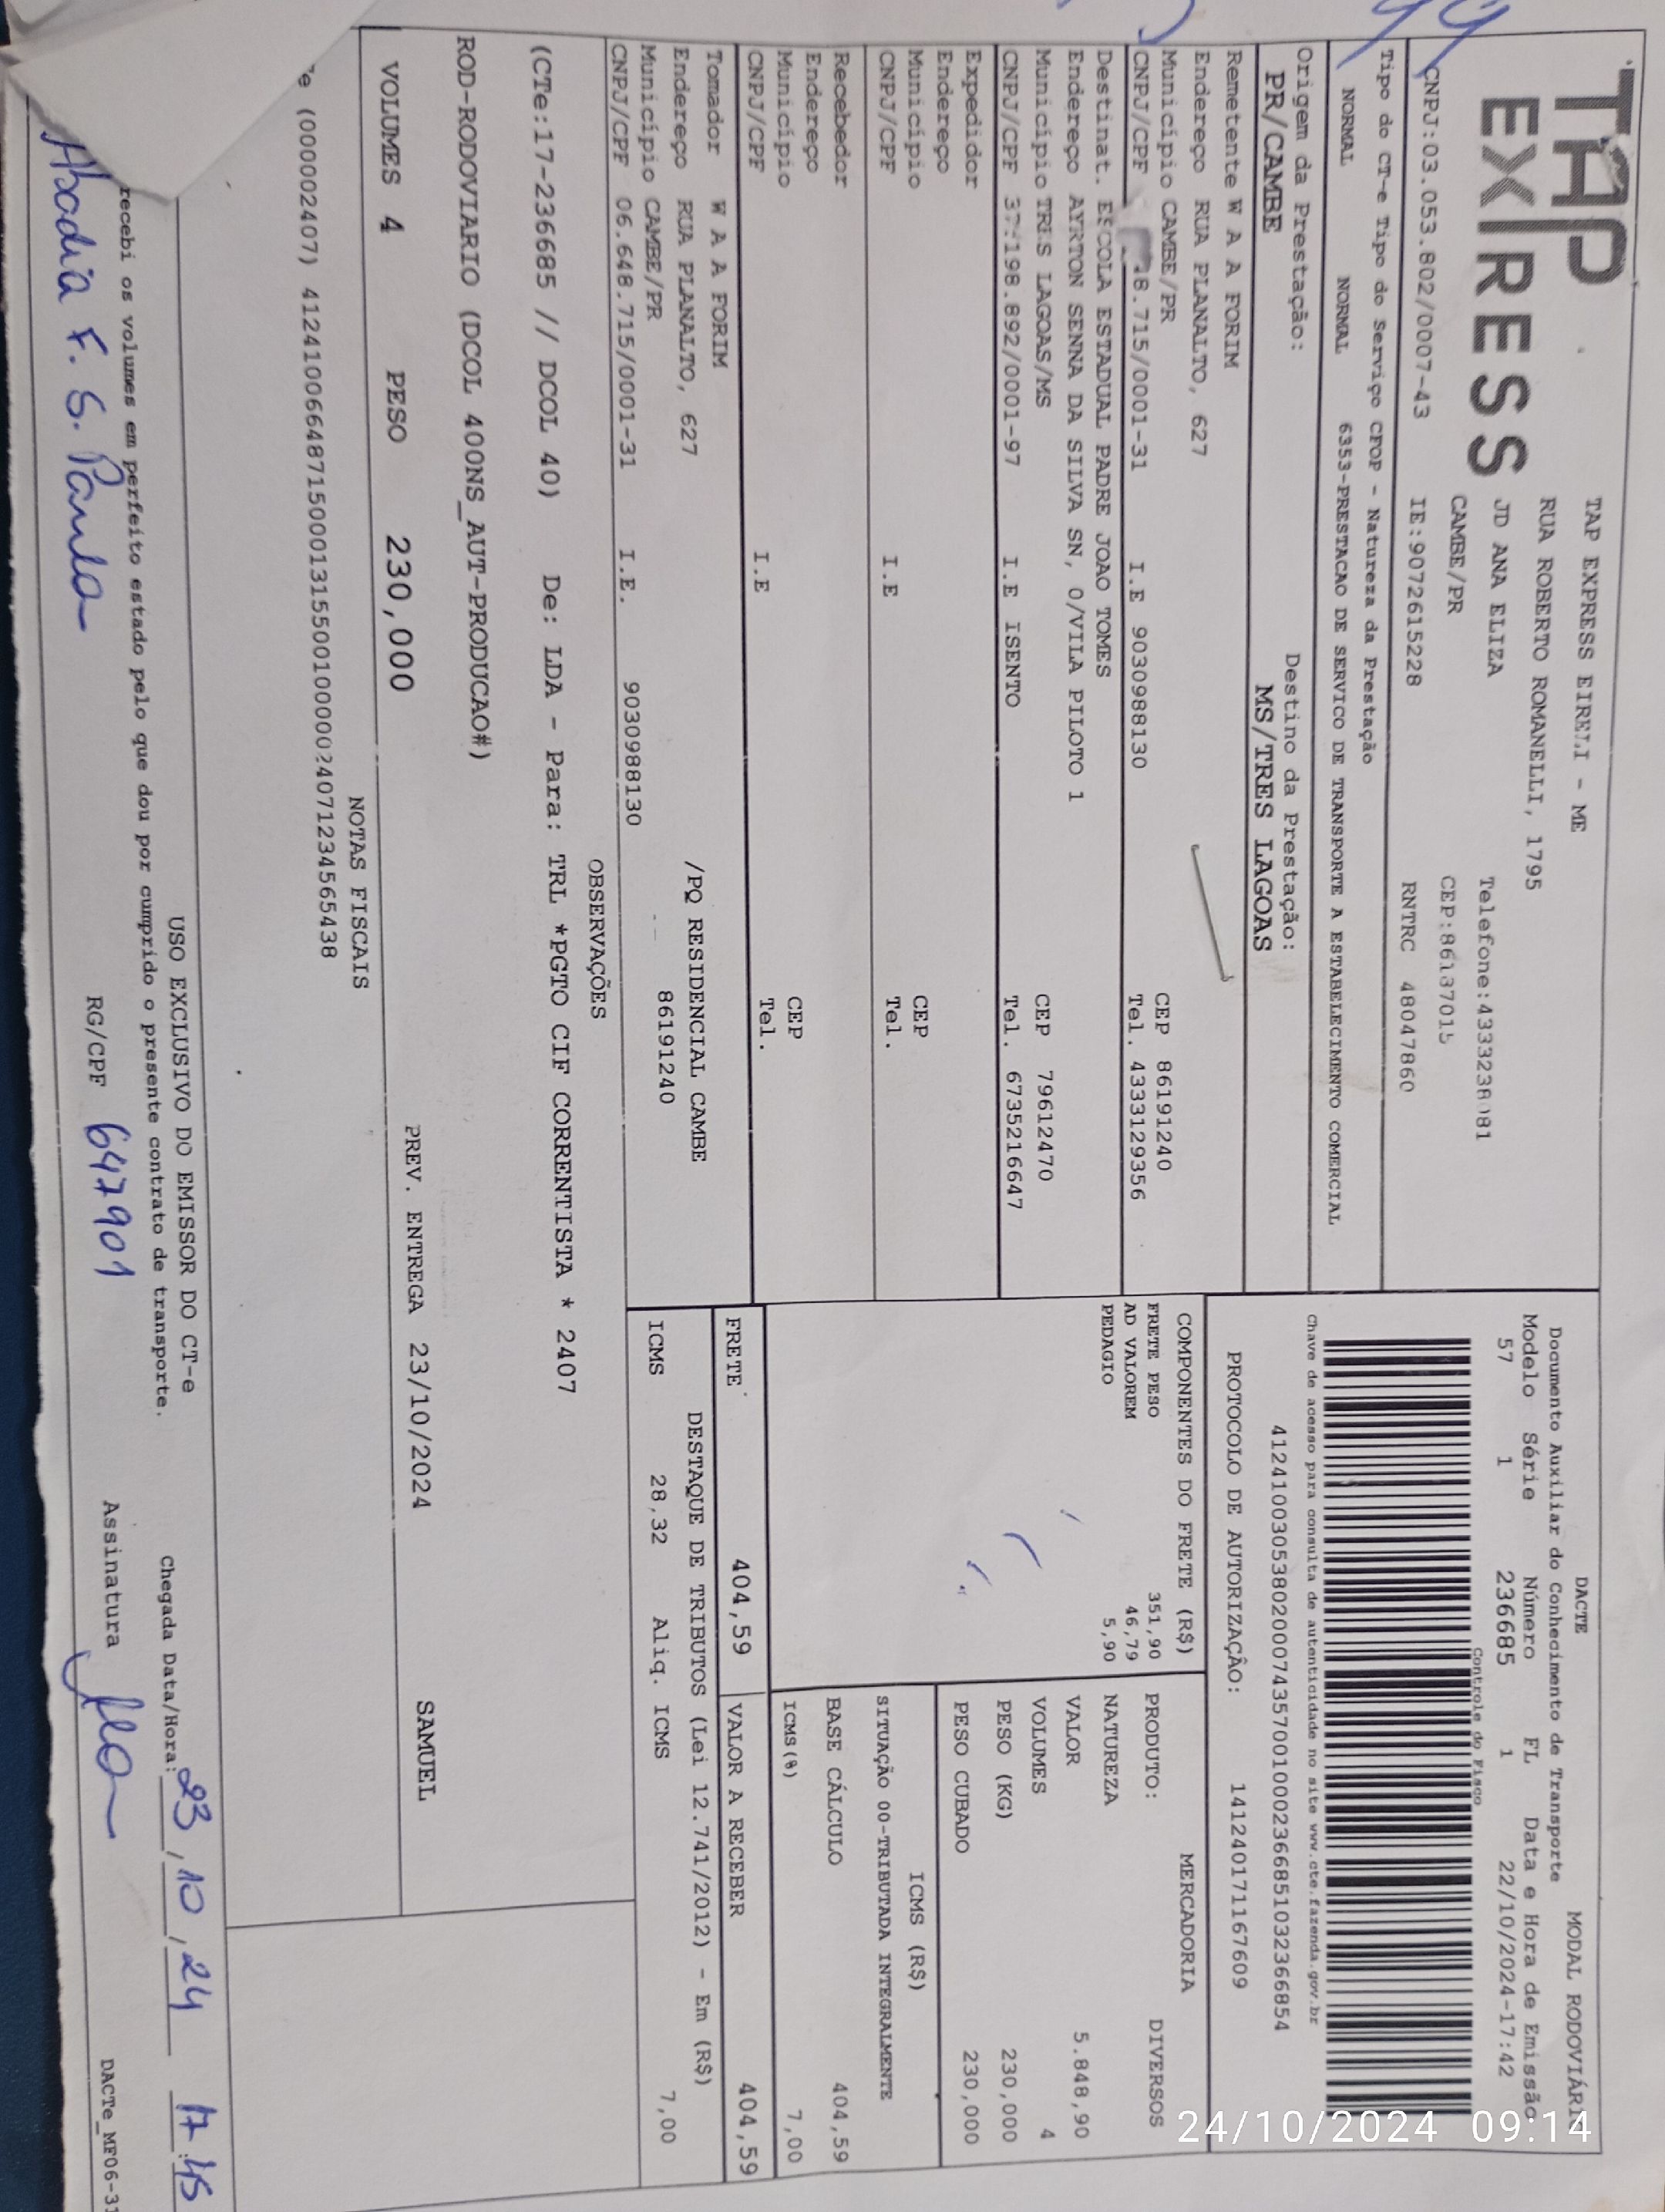 TAP
EXPRESS
TAP EXPRESS EIRELI - ME
RUA ROBERTO ROMANELLI, 1795
JD ANA ELIZA
CAMBE/PR
Telefone:4333238081
CEP:86187015
CNPJ:03.053.802/0007-43 IE:9072615228 RNTRC 48047860
Tipo do CT-e Tipo do Serviço CFOP - Natureza da Prestação
NORMAL NORMAL 6353-PRESTACAO DE SERVICO DE TRANSPORTE A ESTABELECIMENTO COMERCIAL
Origem da Prestação: Destino da Prestação:
PR/CAMBE MS/TRES LAGOAS
DACTE MODAL RODOVIÁRIO
Documento Auxiliar do Conhecimento de Transporte
Modelo Série Número FL Data e Hora de Emissão
57 1 236685 1 22/10/2024-17:42
Controle do Fisco
Chave de acesso para consulta de autenticidade no site www.cte.fazenda.gov.br
41241003053802000743570010002366851032366854
PROTOCOLO DE AUTORIZAÇÃO: 141240171167609
Remetente W A A FORIM
Endereço RUA PLANALTO, 627
Município CAMBE/PR CEP 86191240
CNPJ/CPF 8.715/0001-31 I.E 9030988130 Tel. 4333129356
Destinat. ESCOLA ESTADUAL PADRE JOAO TOMES
Endereço AYRTON SENNA DA SILVA SN, 0/VILA PILOTO 1
Município TRES LAGOAS/MS CEP 79612470
CNPJ/CPF 37.198.892/0001-97 I.E ISENTO Tel. 6735216647
Expedidor
Endereço
Município CEP
CNPJ/CPF I.E Tel.
Recebedor
Endereço
Município CEP
CNPJ/CPF I.E Tel.
Tomador W A A FORIM
Endereço RUA PLANALTO, 627 /PQ RESIDENCIAL CAMBE
Município CAMBE/PR 86191240
CNPJ/CPF 06.648.715/0001-31 I.E. 9030988130
COMPONENTES DO FRETE (R$)
FRETE PESO 351,90
AD VALOREM 46,79
PEDAGIO 5,90
MERCADORIA
PRODUTO: DIVERSOS
NATUREZA
VALOR 5.848,90
VOLUMES 4
PESO (KG) 230,000
PESO CUBADO 230,000
ICMS (R$)
SITUAÇÃO 00-TRIBUTADA INTEGRALMENTE
BASE CÁLCULO 404,59
ICMS(%) 7,00
FRETE 404,59 VALOR A RECEBER 404,59
DESTAQUE DE TRIBUTOS (Lei 12.741/2012) - Em (R$)
ICMS 28,32 Aliq. ICMS 7,00
OBSERVAÇÕES
(CTe:17-236685 // DCOL 40) De: LDA - Para: TRL *PGTO CIF CORRENTISTA * 2407
ROD-RODOVIARIO (DCOL 400NS_AUT-PRODUCAO#)
VOLUMES 4 PESO 230,000 PREV. ENTREGA 23/10/2024 SAMUEL
NOTAS FISCAIS
e (000024407) 41241006648715000131550010000024071234565438
USO EXCLUSIVO DO EMISSOR DO CT-e
recebi os volumes em perfeito estado pelo que dou por cumprido o presente contrato de transporte.
Chegada Data/Hora: 23/10/24 17:45
Abadia F. S. Paula RG/CPF 647901 Assinatura
DACTe_MF06-31
24/10/2024 09:14